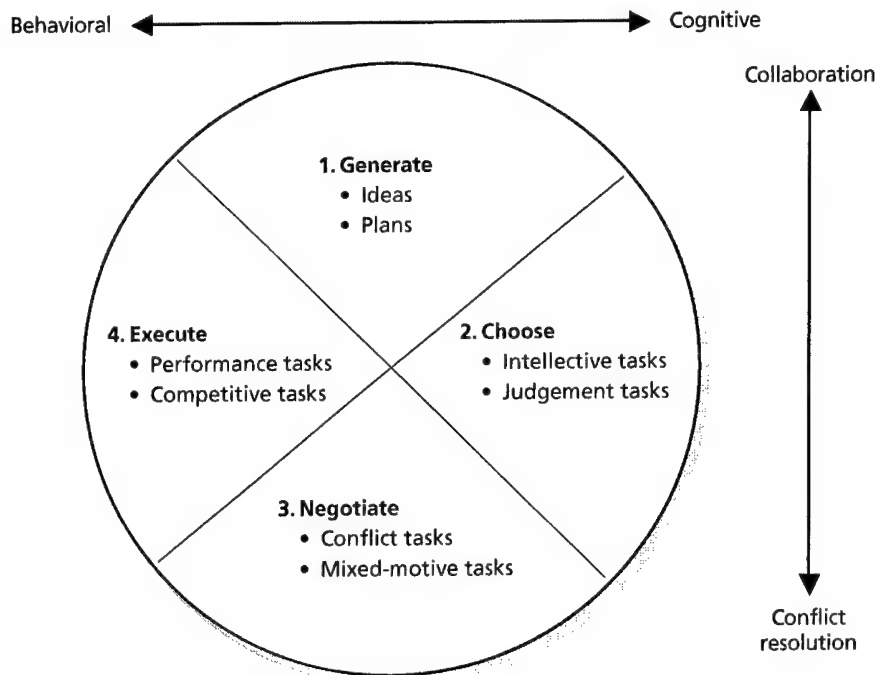 Behavioral
Cognitive
Collaboration
1. Generate
• Ideas
• Plans
4. Execute
• Performance tasks
• Competitive tasks
2. Choose
• Intellective tasks
• Judgement tasks
3. Negotiate
• Conflict tasks
• Mixed-motive tasks
Conflict
resolution